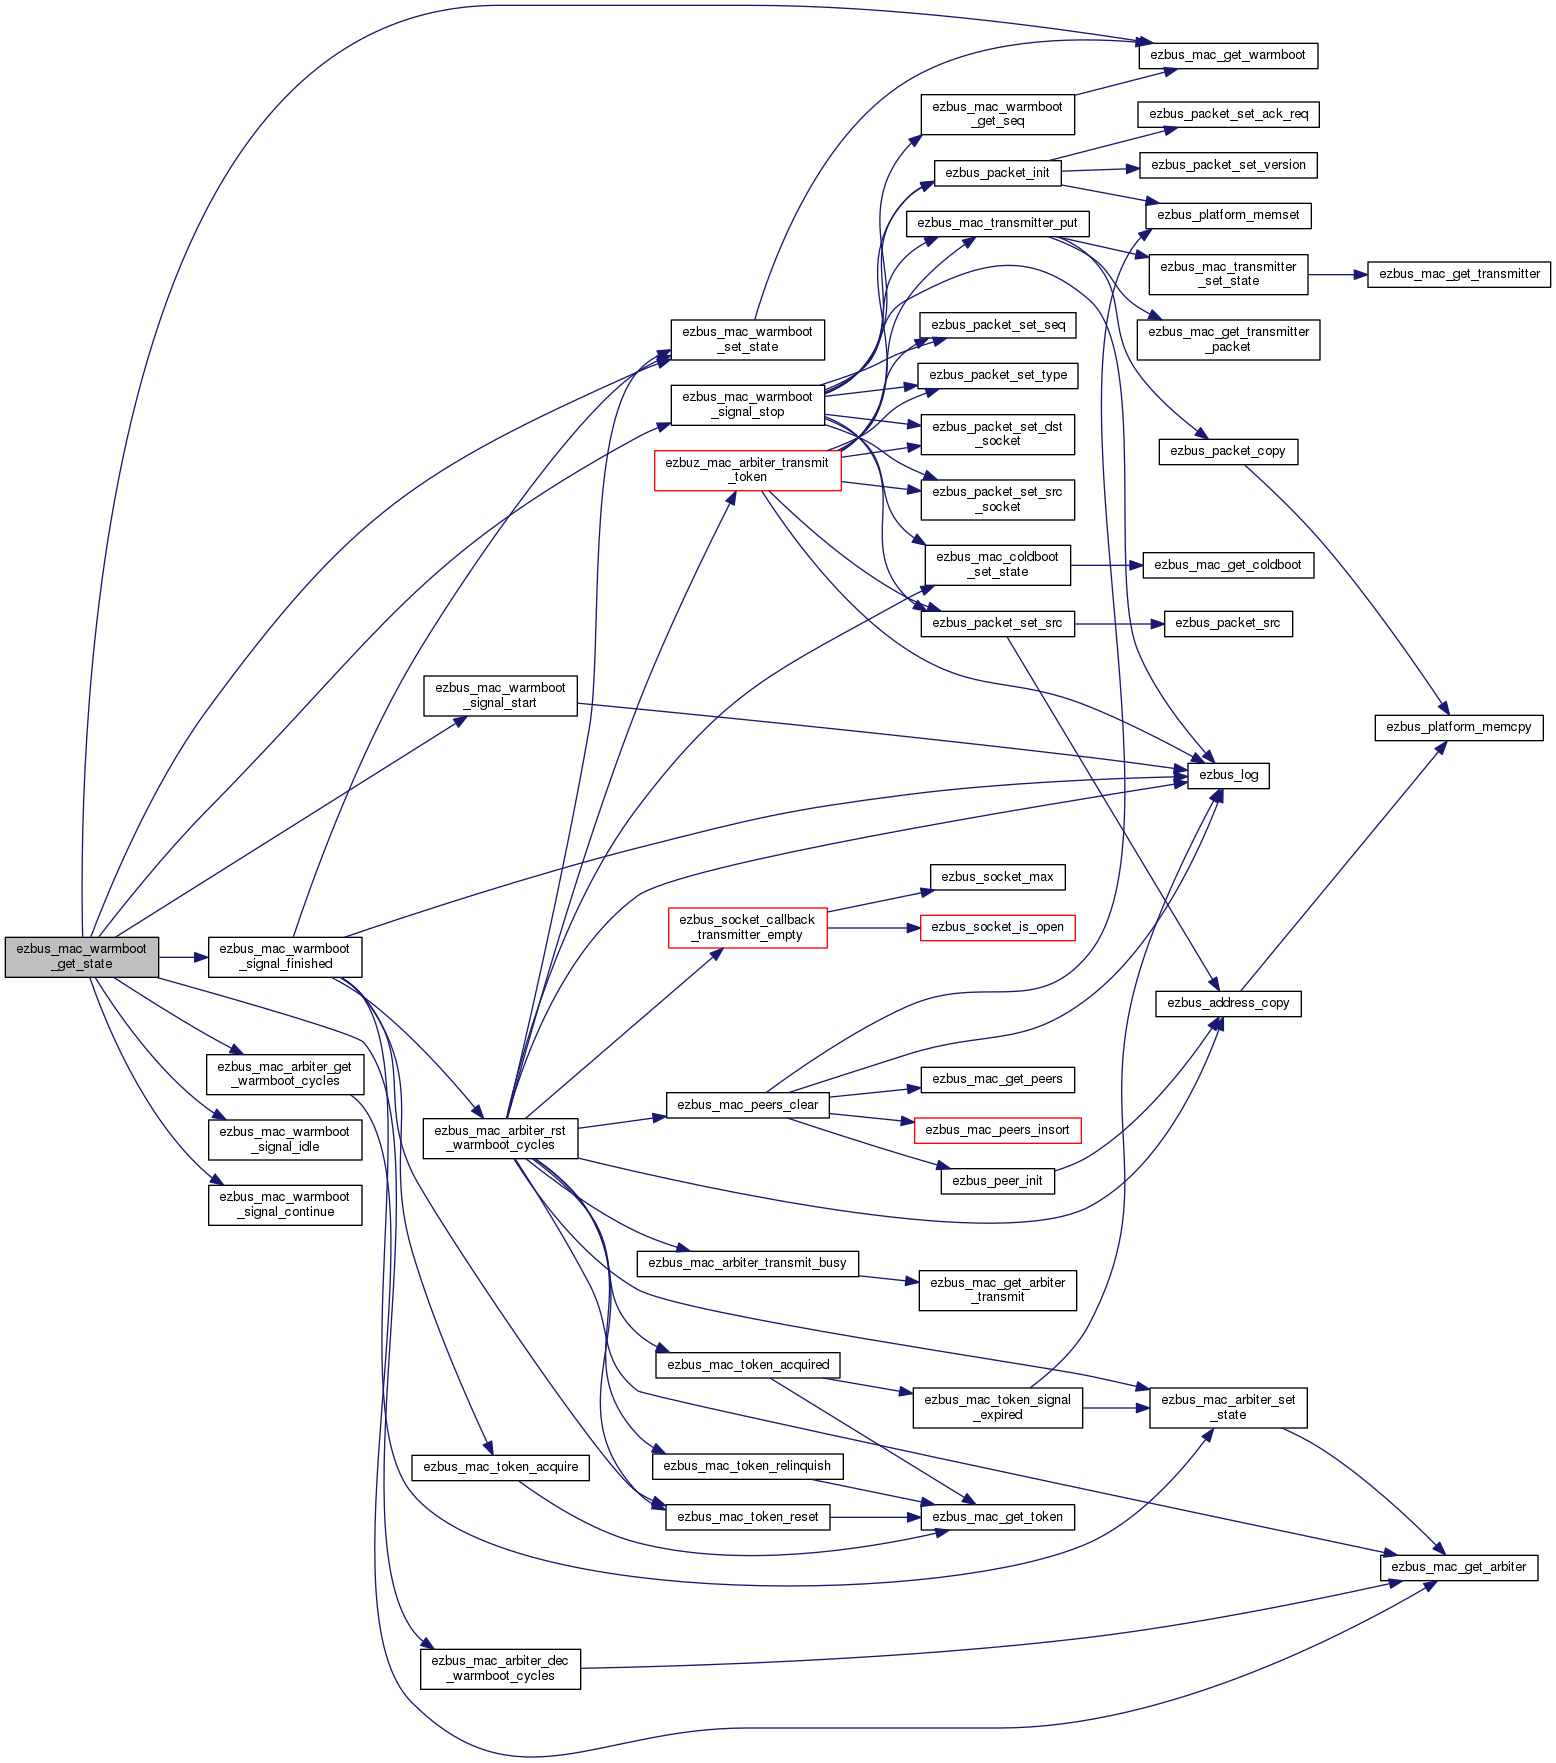 ezbus_mac_get_warmboot
ezbus_mac_warmboot
_get_seq
ezbus_packet_set_ack_req
ezbus_packet_set_version
ezbus_packet_init
ezbus_platform_memset
ezbus_mac_transmitter_put
ezbus_mac_transmitter
_set_state
ezbus_mac_get_transmitter
ezbus_packet_set_seq
ezbus_mac_get_transmitter
_packet
ezbus_mac_warmboot
_set_state
ezbus_packet_set_type
ezbus_mac_warmboot
_signal_stop
ezbus_packet_set_dst
_socket
ezbus_packet_copy
ezbuz_mac_arbiter_transmit
_token
ezbus_packet_set_src
_socket
ezbus_mac_coldboot
_set_state
ezbus_mac_get_coldboot
ezbus_packet_set_src
ezbus_packet_src
ezbus_mac_warmboot
_signal_start
ezbus_platform_memcpy
ezbus_log
ezbus_socket_max
ezbus_socket_callback
_transmitter_empty
ezbus_socket_is_open
ezbus_mac_warmboot
_get_state
ezbus_mac_warmboot
_signal_finished
ezbus_address_copy
ezbus_mac_arbiter_get
_warmboot_cycles
ezbus_mac_get_peers
ezbus_mac_peers_clear
ezbus_mac_peers_insort
ezbus_mac_warmboot
_signal_idle
ezbus_mac_arbiter_rst
_warmboot_cycles
ezbus_peer_init
ezbus_mac_warmboot
_signal_continue
ezbus_mac_arbiter_transmit_busy
ezbus_mac_get_arbiter
_transmit
ezbus_mac_token_acquired
ezbus_mac_token_signal
_expired
ezbus_mac_arbiter_set
_state
ezbus_mac_token_acquire
ezbus_mac_token_relinquish
ezbus_mac_token_reset
ezbus_mac_get_token
ezbus_mac_get_arbiter
ezbus_mac_arbiter_dec
_warmboot_cycles